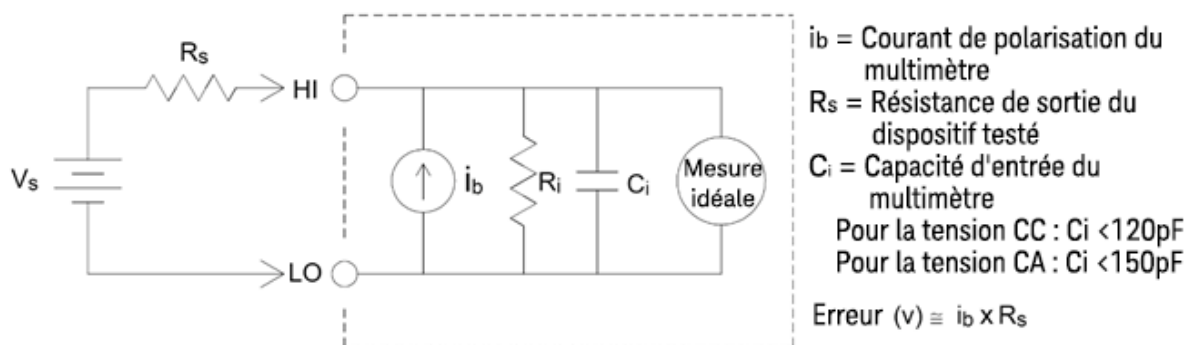 Rs
HI
Vs
ib
Ri
Ci
Mesure
idéale
LO
ib = Courant de polarisation du
multimètre
Rs = Résistance de sortie du
dispositif testé
Ci = Capacité d'entrée du
multimètre
Pour la tension CC : Ci <120pF
Pour la tension CA : Ci <150pF
Erreur (v) ≅ ib x Rs